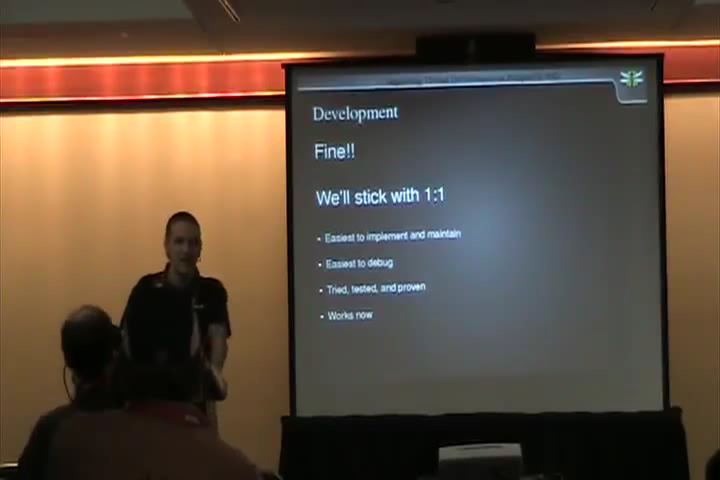 Development
Fine!!
We'll stick with 1:1
• Easiest to implement and maintain
• Easiest to debug
• Tried, tested, and proven
• Works now